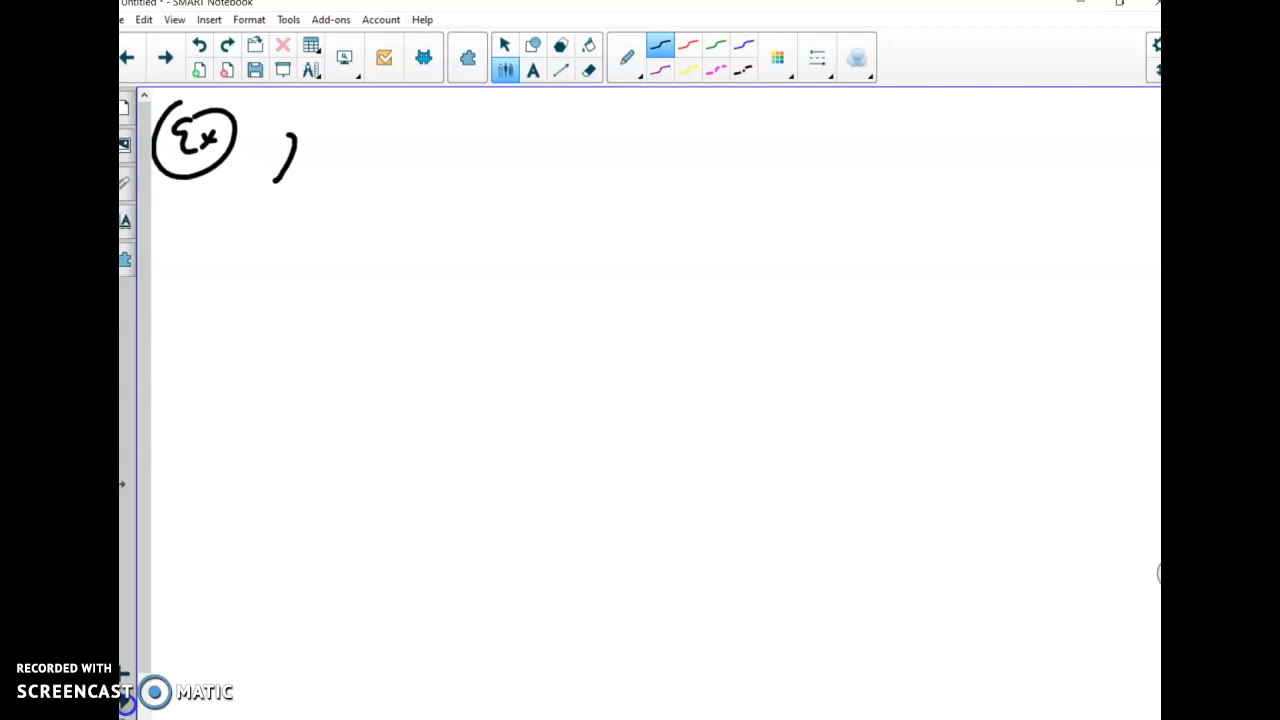 Untitled * - SMART Notebook
Edit View Insert Format Tools Add-ons Account Help
Ex )
RECORDED WITH
SCREENCAST MATIC